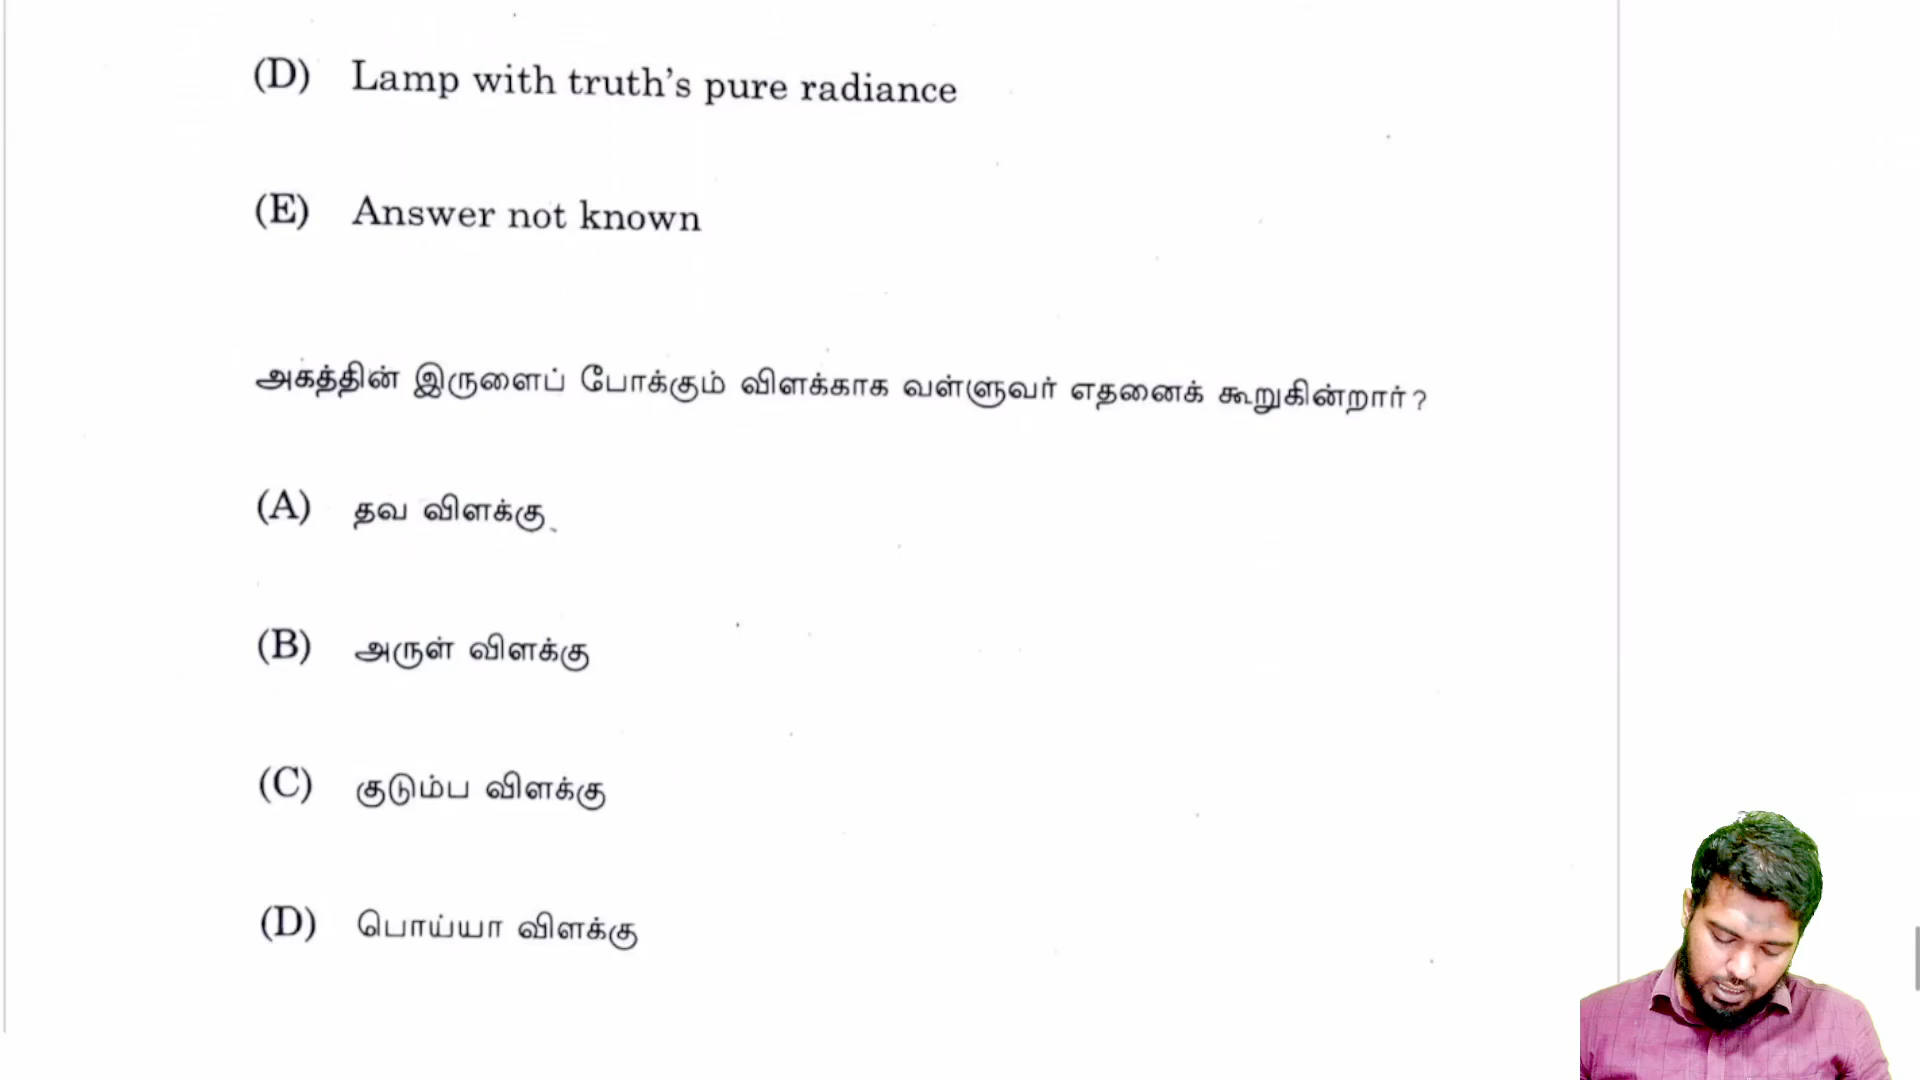 (D) Lamp with truth's pure radiance
(E) Answer not known
அகத்தின் இருளைப் போக்கும் விளக்காக வள்ளுவர் எதனைக் கூறுகின்றார்?
(A) தவ விளக்கு
(B) அருள் விளக்கு
(C) குடும்ப விளக்கு
(D) பொய்யா விளக்கு